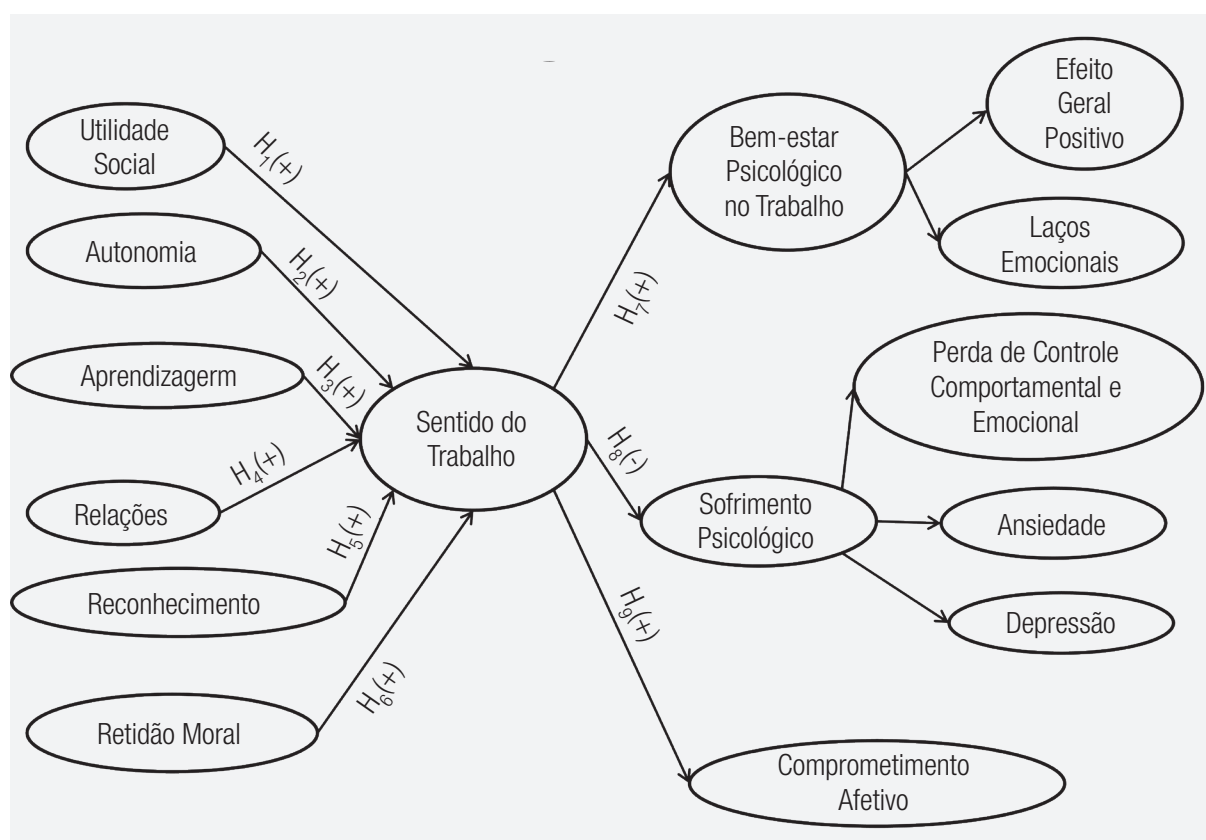 Utilidade
Social
Autonomia
Aprendizagerm
Relações
Reconhecimento
Retidão Moral
H1(+)
H2(+)
H3(+)
H4(+)
H5(+)
H6(+)
Sentido do
Trabalho
H7(+)
H8(-)
H9(+)
Bem-estar
Psicológico
no Trabalho
Efeito
Geral
Positivo
Laços
Emocionais
Sofrimento
Psicológico
Perda de Controle
Comportamental e
Emocional
Ansiedade
Depressão
Comprometimento
Afetivo